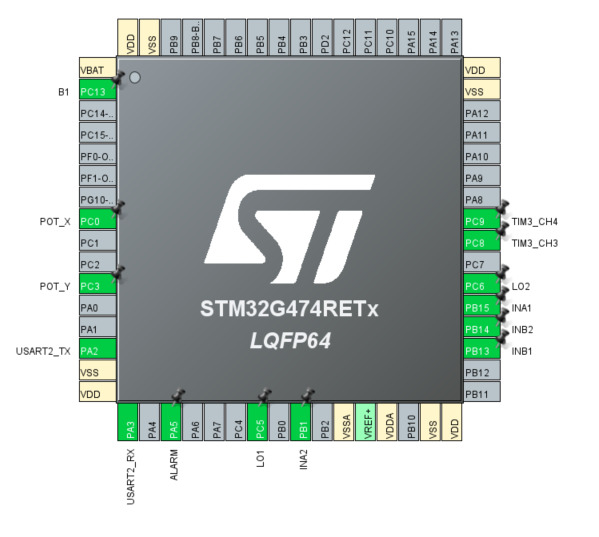 VDD
VSS
PB9
PB8-B..
PB7
PB6
PB5
PB4
PB3
PD2
PC12
PC11
PC10
PA15
PA14
PA13
VBAT
B1 PC13
PC14-..
PC15-..
PF0-O..
PF1-O..
PG10-..
POT_X PC0
PC1
PC2
POT_Y PC3
PA0
PA1
USART2_TX PA2
VSS
VDD
ST
STM32G474RETx
LQFP64
VDD
VSS
PA12
PA11
PA10
PA9
PA8
PC9 TIM3_CH4
PC8 TIM3_CH3
PC7
PC6 LO2
PB15 INA1
PB14 INB2
PB13 INB1
PB12
PB11
PA3
PA4
PA5
PA6
PA7
PC4
PC5
PB0
PB1
PB2
VSSA
VREF+
VDDA
PB10
VSS
VDD
USART2_RX
ALARM
LO1
INA2